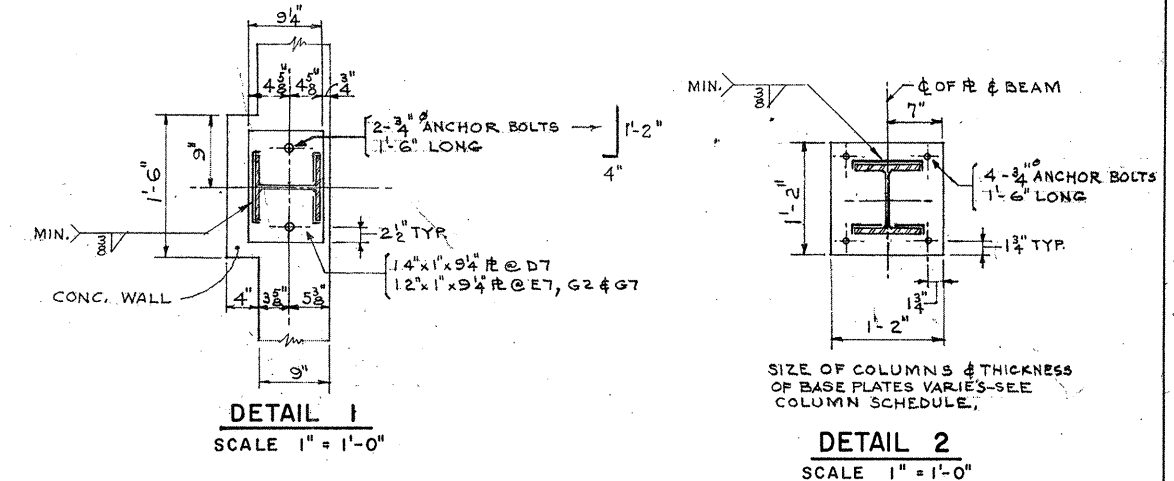 9¼"
4⅝" 4⅝" ¾"
2-¾"ø ANCHOR BOLTS
1'-6" LONG
1'-2"
4"
9"
1'-6"
MIN.
3/8
2½" TYP.
14"x1"x9¼" PL @ D7
12"x1"x9¼" PL @ E7, G2 & G7
CONC. WALL
4" 3⅝" 5⅜"
9"
DETAIL 1
SCALE 1" = 1'-0"
MIN.
3/8
CL OF PL & BEAM
7"
4-¾"ø ANCHOR BOLTS
1'-6" LONG
1'-2"
1¾" TYP.
1¾"
1'-2"
SIZE OF COLUMNS & THICKNESS
OF BASE PLATES VARIES-SEE
COLUMN SCHEDULE.
DETAIL 2
SCALE 1" = 1'-0"